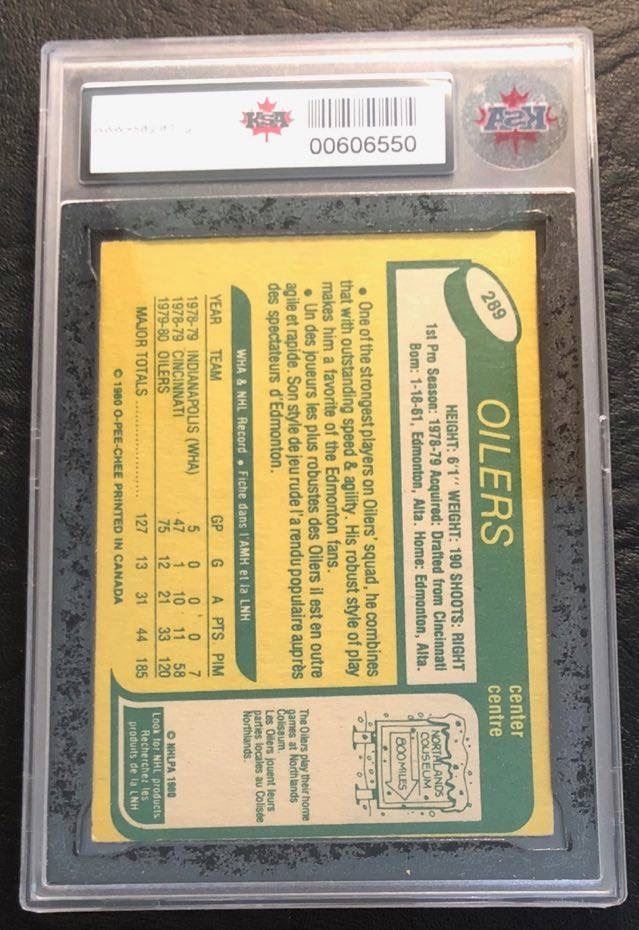 KSA
00606550
KSA
289
OILERS
center
centre
HEIGHT: 6'1" WEIGHT: 190 SHOOTS: RIGHT
1st Pro Season: 1978-79 Acquired: Drafted from Cincinnati
Born: 1-18-61, Edmonton, Alta. Home: Edmonton, Alta.
• One of the strongest players on Oilers' squad, he combines
that with outstanding speed & agility. His robust style of play
makes him a favorite of the Edmonton fans.
• Un des joueurs les plus robustes des Oilers il est en outre
agile et rapide. Son style de jeu rude l'a rendu populaire auprès
des spectateurs d'Edmonton.
NORTHLANDS
COLISEUM
800 MILES
The Oilers play their home
games at Northlands
Coliseum
Les Oilers jouent leurs
parties locales au Colisée
Northlands.
WHA & NHL Record • Fiche dans l'AMH et la LNH
YEAR TEAM GP G A PTS PIM
1978-79 INDIANAPOLIS (WHA) 5 0 0 0 7
1978-79 CINCINNATI 47 1 10 11 58
1979-80 OILERS 75 12 21 33 120
MAJOR TOTALS 127 13 31 44 185
© 1980 O-PEE-CHEE PRINTED IN CANADA
© NHLPA 1980
Look for NHL products
Recherchez les
produits de la LNH